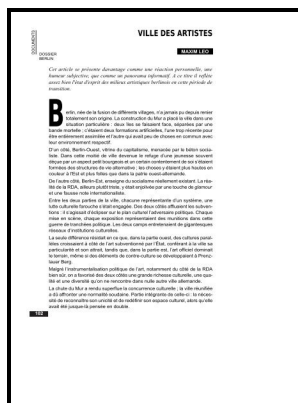 VILLE DES ARTISTES
DOCUMENTS
DOSSIER
BERLIN
MAXIM LEO
Cet article se présente davantage comme une réaction personnelle, une
humeur subjective, que comme un panorama informatif. A ce titre il reflète
assez bien l'état d'esprit des milieux artistiques berlinois en cette période de
transition.
Berlin, née de la fusion de différents villages, n'a jamais pu depuis renier
totalement son origine. La construction du Mur a placé la ville dans une
situation particulière : deux îles se faisaient face, séparées par une
bande mortelle ; c'étaient deux formations artificielles, l'une trop récente pour
être entièrement assimilée et l'autre qui avait peu de choses en commun avec
leur environnement respectif.
D'un côté, Berlin-Ouest, vitrine du capitalisme, menacée par le béton socia-
liste. Dans cette moitié de ville devenue le refuge d'une jeunesse souvent
étique par un aspect petit bourgeois et un certain contentement de soi s'étaient
formées des structures de vie alternative ; les choses y étaient plus hautes en
couleur à l'Est et plus folles que dans la partie ouest-allemande.
De l'autre côté, Berlin-Est, enseigne du socialisme réellement existant. La réa-
lité de la RDA, ailleurs plutôt triste, y était enjolivée par une touche de glamour
et une fausse note internationaliste.
Entre les deux parties de la ville, chacune représentante d'un système, une
lutte culturelle farouche s'était engagée. Des deux côtés affluaient les subven-
tions : il s'agissait d'éclipser sur le plan culturel l'adversaire politique. Chaque
mise en scène, chaque exposition représentaient des munitions dans cette
guerre de tranchées politique. Les deux camps entretenaient de gigantesques
réseaux d'institutions culturelles.
La seule différence résidait en ce que, dans la partie ouest, des cultures paral-
lèles croissaient à côté de l'art subventionné par l'État, conférant à la ville sa
particularité et son attrait, tandis que, dans la partie est, l'art officiel dominait
le terrain, même si des éléments de contre-culture se développaient à Prenz-
lauer Berg.
Malgré l'instrumentalisation politique de l'art, notamment du côté de la RDA
bien sûr, on a favorisé des deux côtés une grande richesse culturelle, une qua-
lité et une diversité qu'on ne rencontre dans nulle autre ville allemande.
La chute du Mur a rendu superflue la concurrence culturelle ; la ville réunifiée
a dû affronter une normalité soudaine. Partie intégrante de celle-ci : la néces-
sité de reconnaître son unicité et de redéfinir son espace culturel, alors qu'elle
avait été jusque-là pensée en double.
102